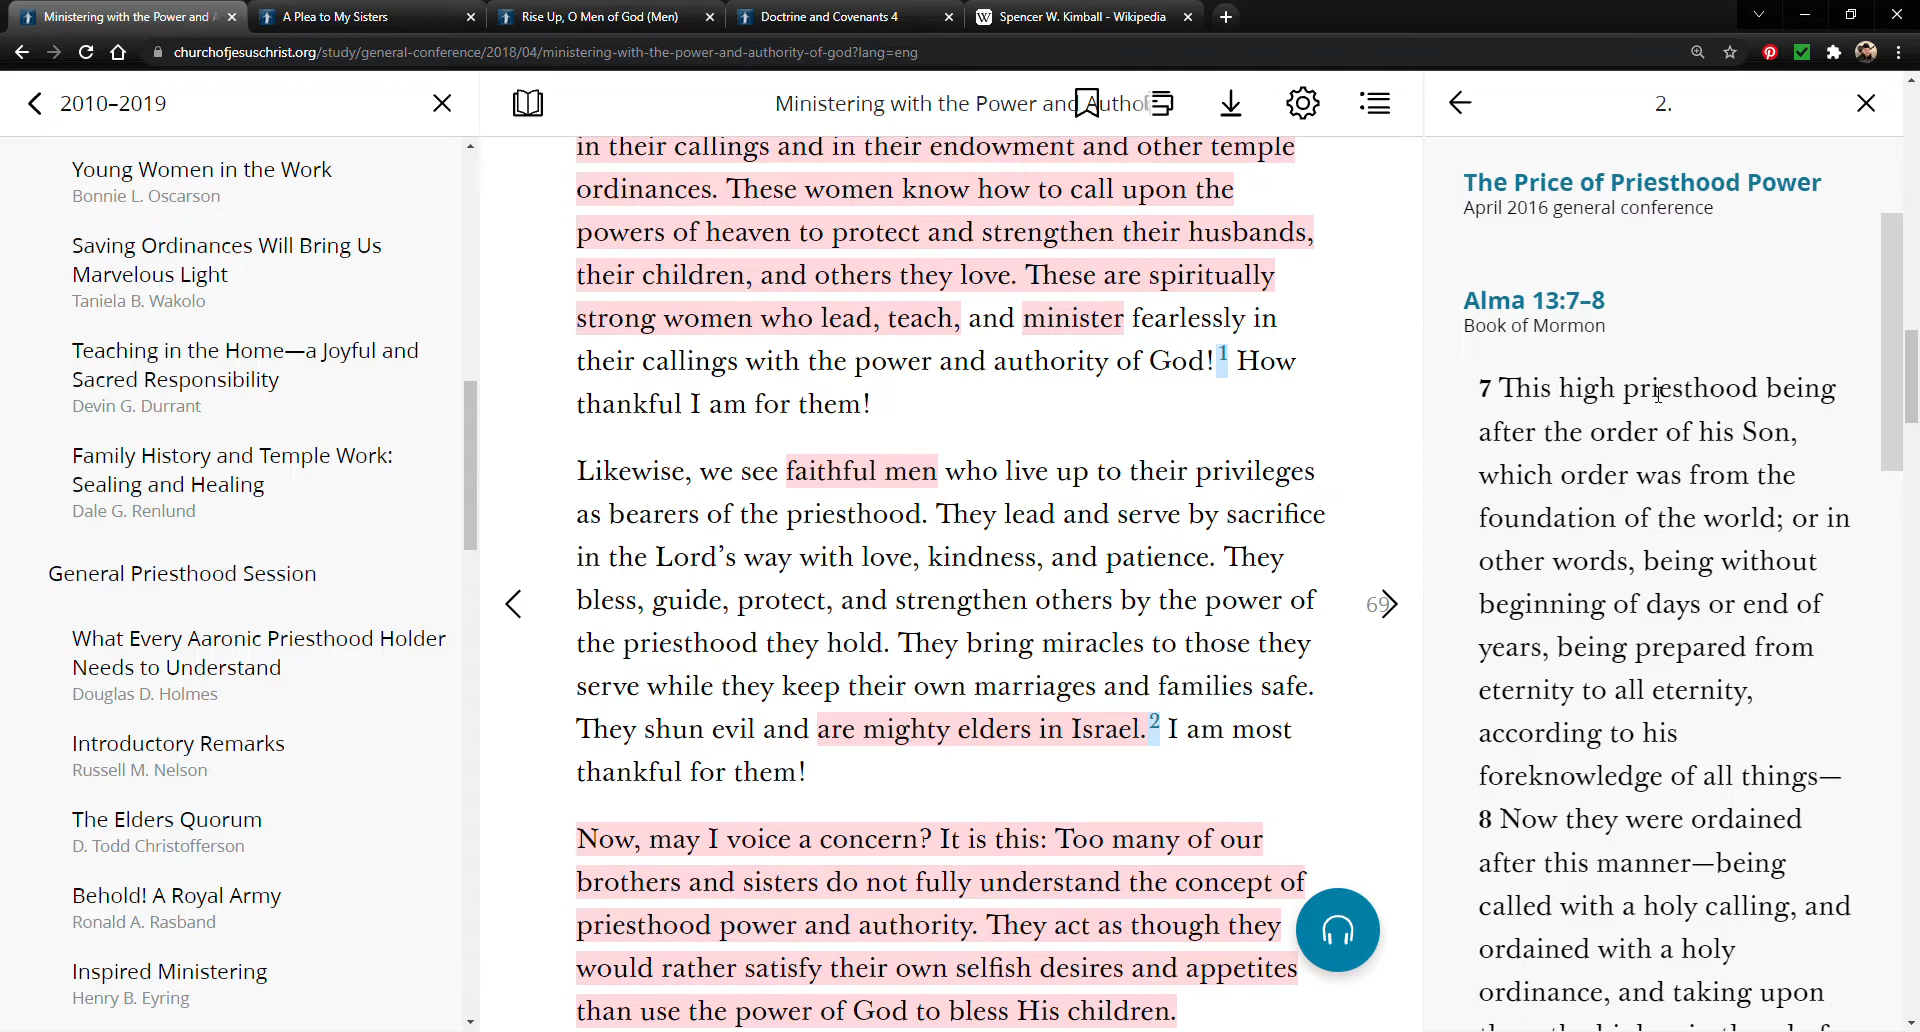 Ministering with the Power and A
A Plea to My Sisters
Rise Up, O Men of God (Men)
Doctrine and Covenants 4
Spencer W. Kimball - Wikipedia
churchofjesuschrist.org/study/general-conference/2018/04/ministering-with-the-power-and-authority-of-god?lang=eng
2010–2019
Young Women in the Work
Bonnie L. Oscarson
Saving Ordinances Will Bring Us
Marvelous Light
Taniela B. Wakolo
Teaching in the Home—a Joyful and
Sacred Responsibility
Devin G. Durrant
Family History and Temple Work:
Sealing and Healing
Dale G. Renlund
General Priesthood Session
What Every Aaronic Priesthood Holder
Needs to Understand
Douglas D. Holmes
Introductory Remarks
Russell M. Nelson
The Elders Quorum
D. Todd Christofferson
Behold! A Royal Army
Ronald A. Rasband
Inspired Ministering
Henry B. Eyring
Ministering with the Power and Autho
in their callings and in their endowment and other temple
ordinances. These women know how to call upon the
powers of heaven to protect and strengthen their husbands,
their children, and others they love. These are spiritually
strong women who lead, teach, and minister fearlessly in
their callings with the power and authority of God!1 How
thankful I am for them!
Likewise, we see faithful men who live up to their privileges
as bearers of the priesthood. They lead and serve by sacrifice
in the Lord’s way with love, kindness, and patience. They
bless, guide, protect, and strengthen others by the power of
the priesthood they hold. They bring miracles to those they
serve while they keep their own marriages and families safe.
They shun evil and are mighty elders in Israel.2 I am most
thankful for them!
Now, may I voice a concern? It is this: Too many of our
brothers and sisters do not fully understand the concept of
priesthood power and authority. They act as though they
would rather satisfy their own selfish desires and appetites
than use the power of God to bless His children.
69
2.
The Price of Priesthood Power
April 2016 general conference
Alma 13:7–8
Book of Mormon
7 This high priesthood being
after the order of his Son,
which order was from the
foundation of the world; or in
other words, being without
beginning of days or end of
years, being prepared from
eternity to all eternity,
according to his
foreknowledge of all things—
8 Now they were ordained
after this manner—being
called with a holy calling, and
ordained with a holy
ordinance, and taking upon